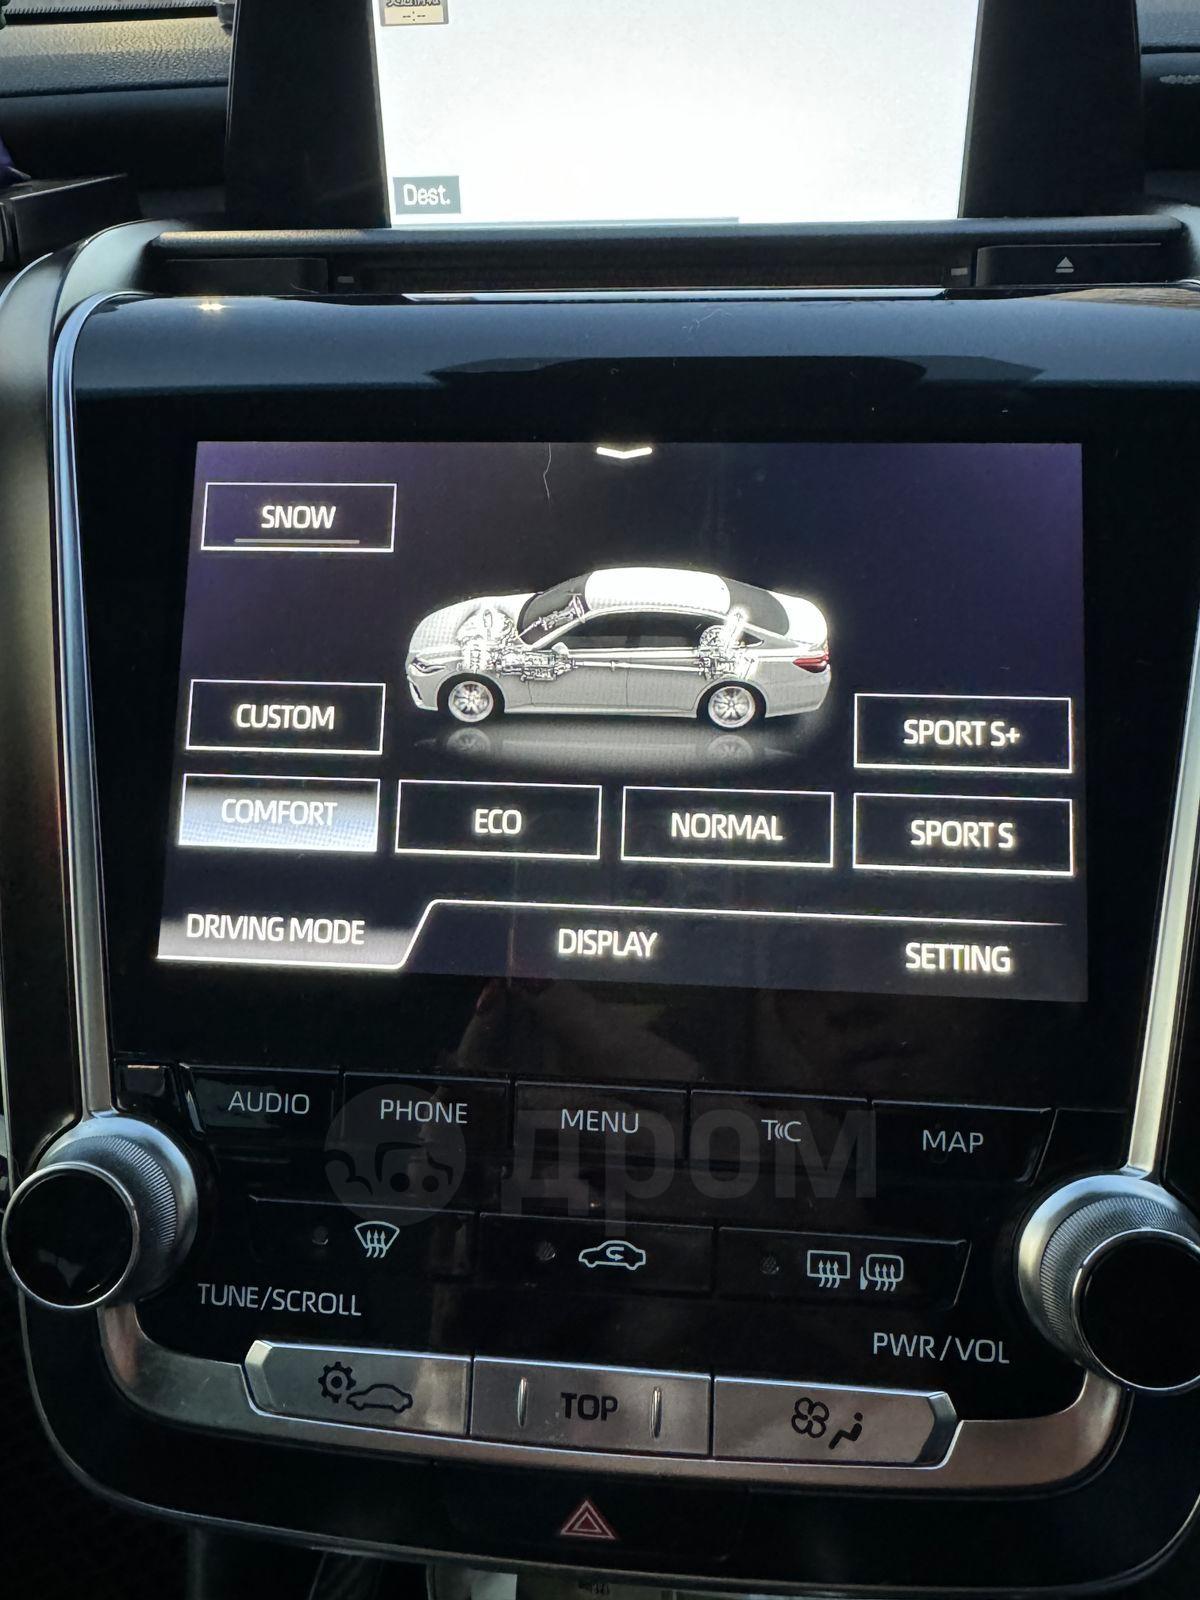 --:--
Dest.
SNOW
CUSTOM
SPORT S+
COMFORT
ECO
NORMAL
SPORT S
DRIVING MODE
DISPLAY
SETTING
AUDIO
PHONE
MENU
T«C
MAP
дром
TUNE/SCROLL
PWR/VOL
TOP